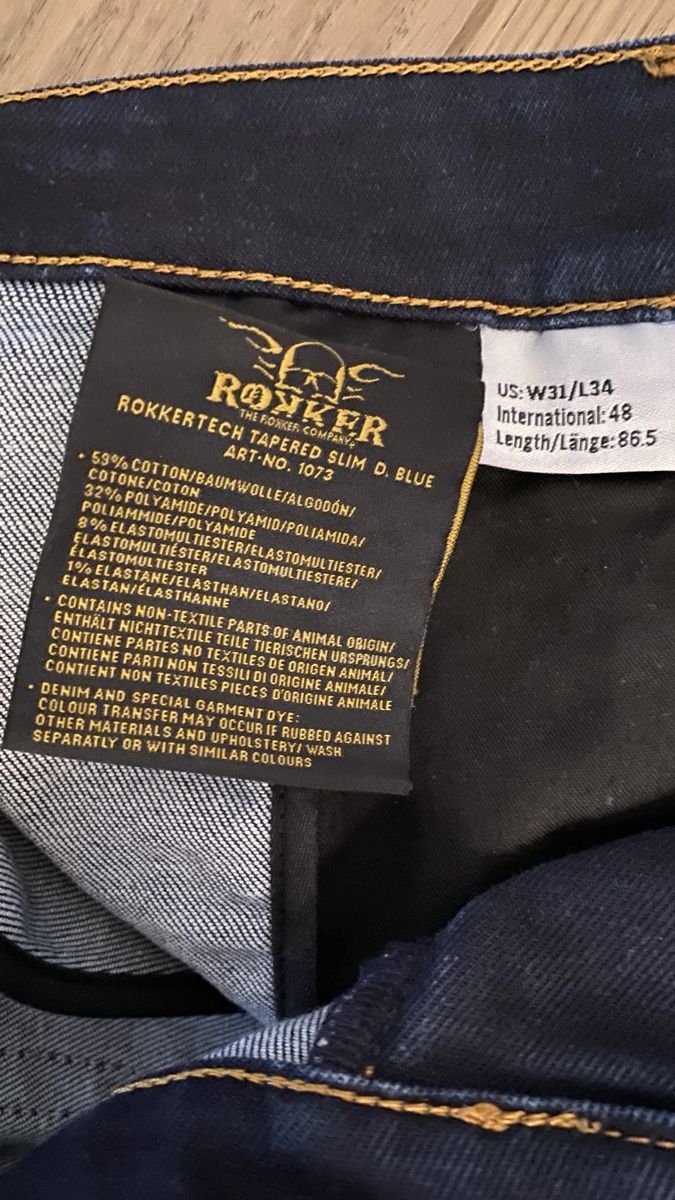 ROKKER
THE ROKKER COMPANY
ROKKERTECH TAPERED SLIM D. BLUE
ART-NO. 1073
• 59% COTTON/BAUMWOLLE/ALGODÓN/
COTONE/COTON
32% POLYAMIDE/POLYAMID/POLIAMIDA/
POLIAMMIDE/POLYAMIDE
8% ELASTOMULTIESTER/ELASTOMULTIESTER/
ELASTOMULTIÉSTER/ELASTOMULTIESTERE/
ÉLASTOMULTIESTER
1% ELASTANE/ELASTHAN/ELASTANO/
ELASTAN/ÉLASTHANNE
• CONTAINS NON-TEXTILE PARTS OF ANIMAL ORIGIN/
ENTHÄLT NICHTTEXTILE TEILE TIERISCHEN URSPRUNGS/
CONTIENE PARTES NO TEXTILES DE ORIGEN ANIMAL/
CONTIENE PARTI NON TESSILI DI ORIGINE ANIMALE/
CONTIENT NON TEXTILES PIECES D'ORIGINE ANIMALE
• DENIM AND SPECIAL GARMENT DYE:
COLOUR TRANSFER MAY OCCUR IF RUBBED AGAINST
OTHER MATERIALS AND UPHOLSTERY/ WASH
SEPARATLY OR WITH SIMILAR COLOURS
US: W31/L34
International: 48
Length/Länge: 86.5